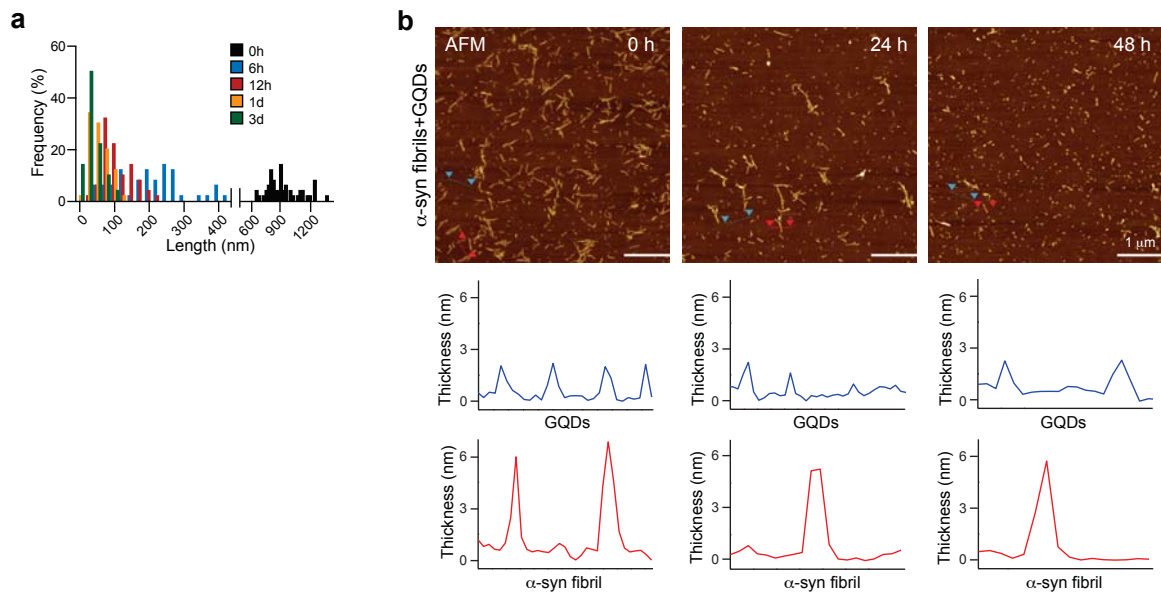 a
60
40
20
0
Frequency (%)
0h
6h
12h
1d
3d
0 100 200 300 400 600 900 1200
Length (nm)
b
α-syn fibrils+GQDs
AFM 0 h
24 h
48 h
1 μm
Thickness (nm)
6
3
0
GQDs
Thickness (nm)
6
3
0
GQDs
Thickness (nm)
6
3
0
GQDs
Thickness (nm)
6
3
0
α-syn fibril
Thickness (nm)
6
3
0
α-syn fibril
Thickness (nm)
6
3
0
α-syn fibril